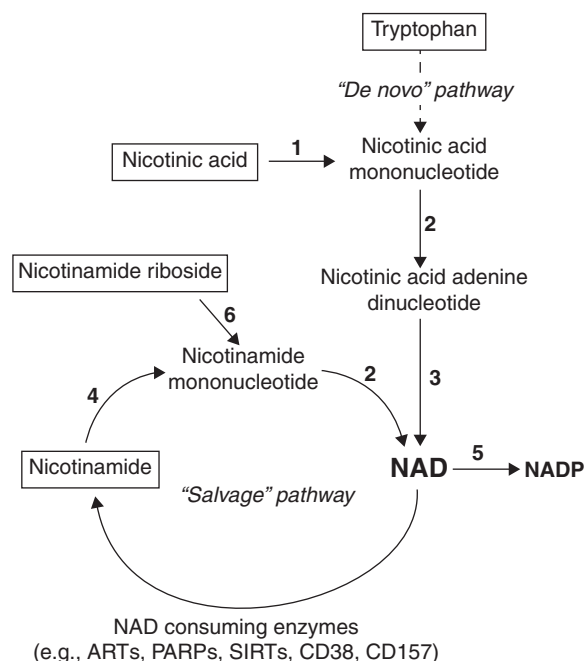 Tryptophan
“De novo” pathway
Nicotinic acid
1
Nicotinic acid
mononucleotide
2
Nicotinamide riboside
Nicotinic acid adenine
dinucleotide
6
Nicotinamide
mononucleotide
2
3
4
Nicotinamide
NAD
5
NADP
“Salvage” pathway
NAD consuming enzymes
(e.g., ARTs, PARPs, SIRTs, CD38, CD157)